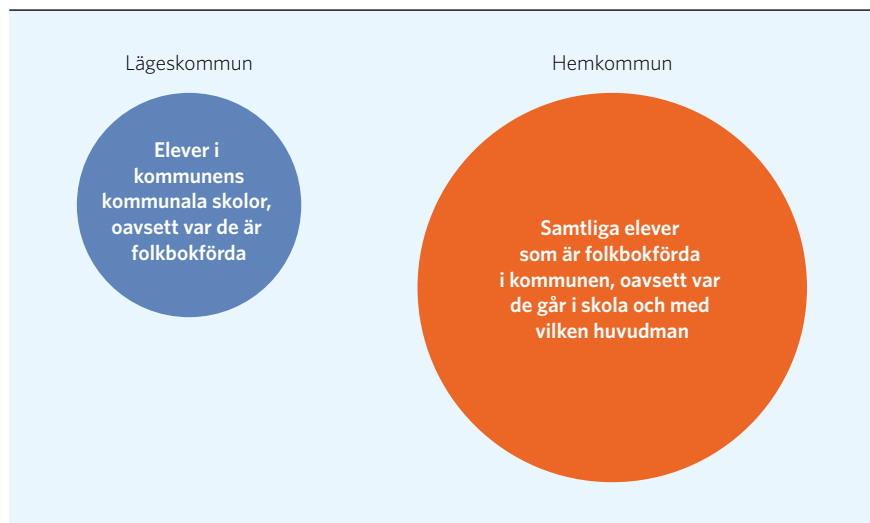 Lägeskommun
Elever i
kommunens
kommunala skolor,
oavsett var de är
folkbokförda
Hemkommun
Samtliga elever
som är folkbokförda
i kommunen, oavsett var
de går i skola och med
vilken huvudman